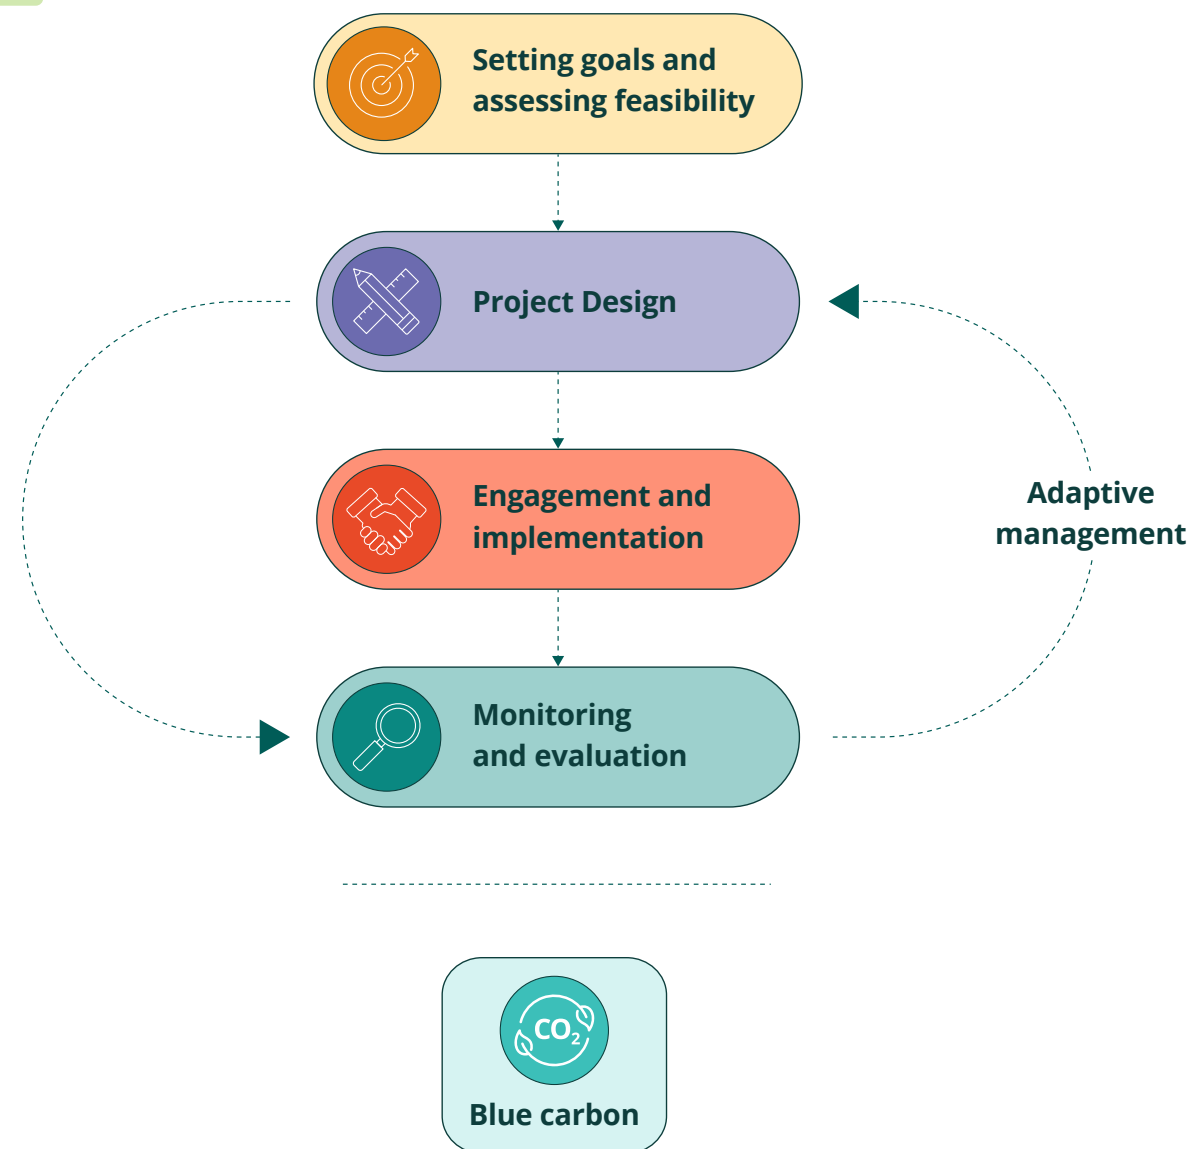 Setting goals and
assessing feasibility
Project Design
Engagement and
implementation
Adaptive
management
Monitoring
and evaluation
CO₂
Blue carbon